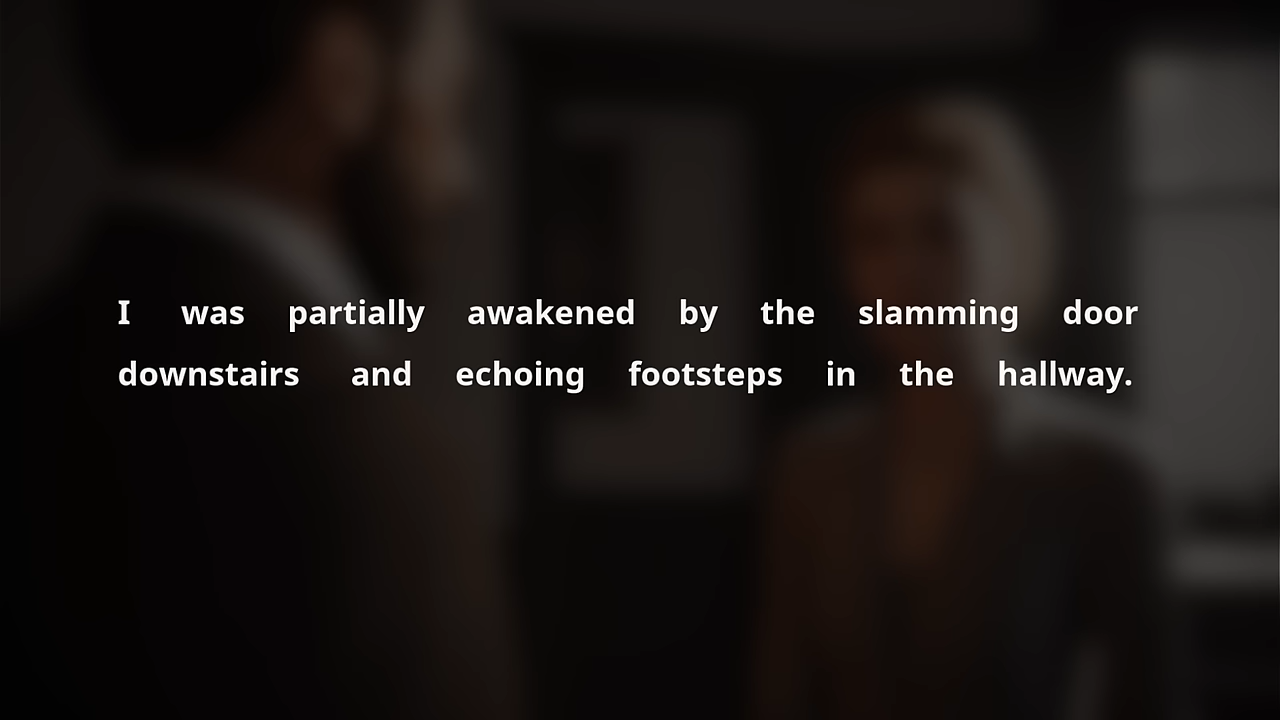 I was partially awakened by the slamming door
downstairs and echoing footsteps in the hallway.